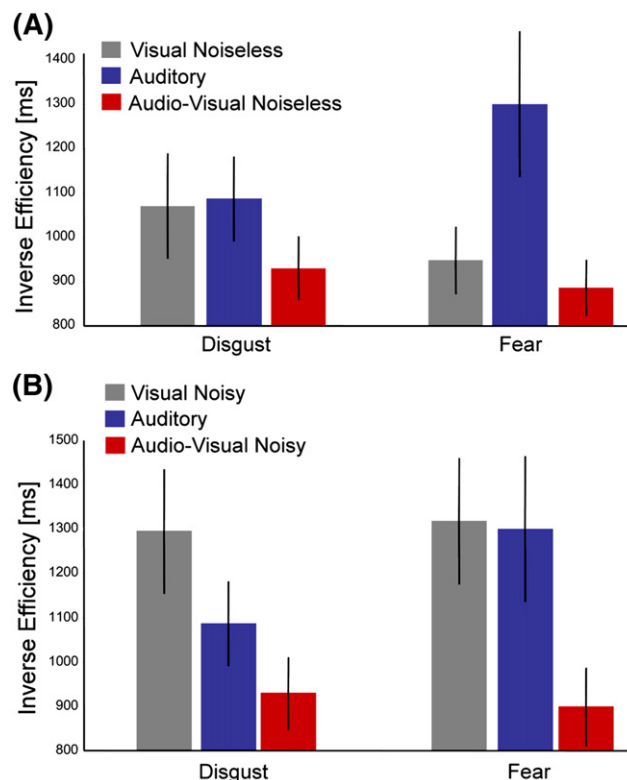 (A)
Visual Noiseless
Auditory
Audio-Visual Noiseless
Inverse Efficiency [ms]
1400
1300
1200
1100
1000
900
800
Disgust Fear
(B)
Visual Noisy
Auditory
Audio-Visual Noisy
Inverse Efficiency [ms]
1500
1400
1300
1200
1100
1000
900
800
Disgust Fear